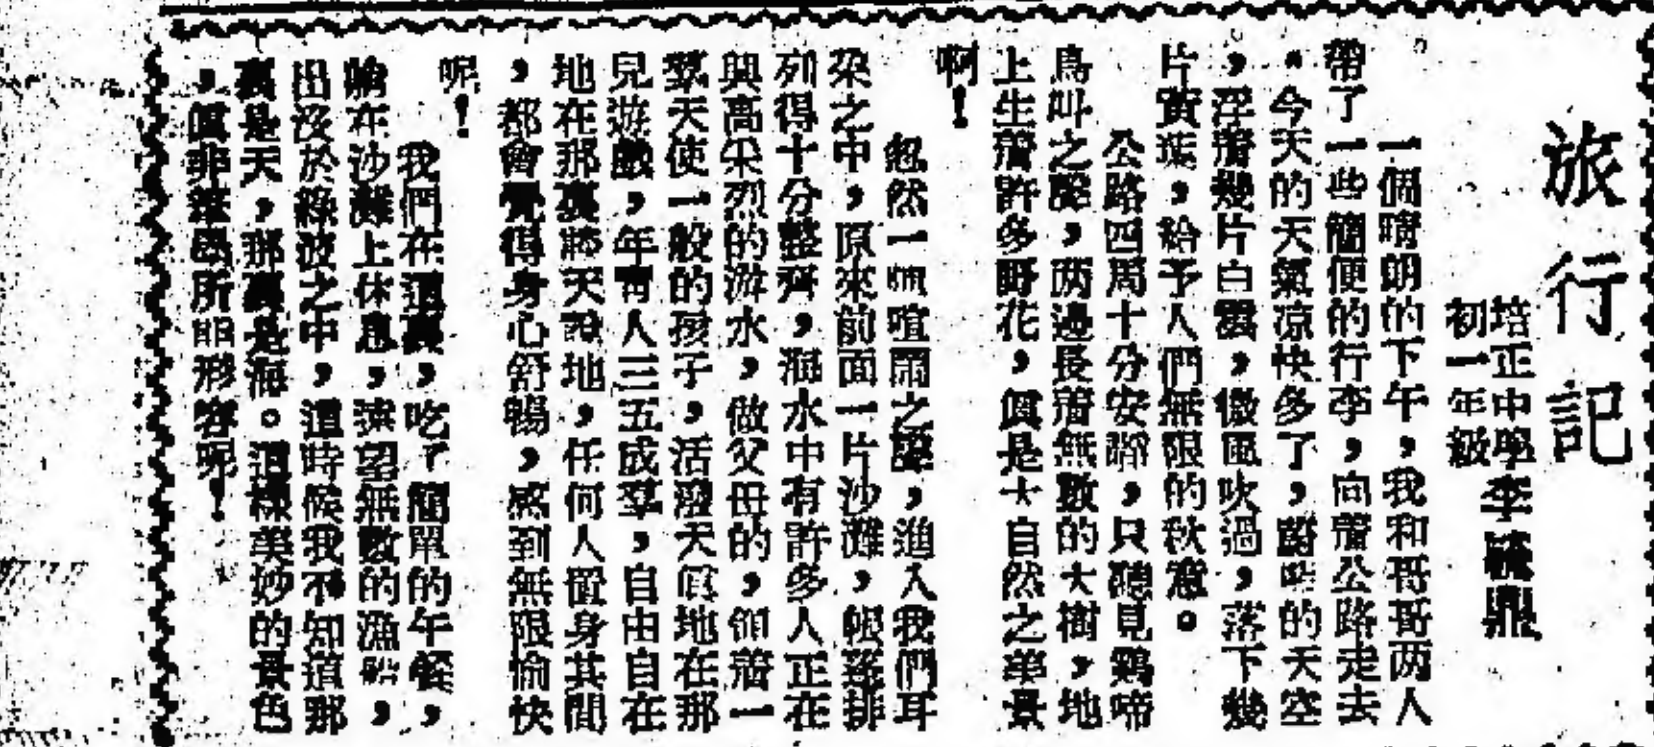 旅行記
培正中學 李毓鼎
初一年級
一個晴朗的下午,我和哥哥两人
帶了一些簡便的行李,向着公路走去
。今天的天氣凉快多了,蔚藍的天空
,浮着幾片白雲,微風吹過,落下幾
片黃葉,給予人們無限的秋意。
公路四周十分安靜,只聽見鷄啼
鳥叫之聲,两邊長着無數的大樹,地
上生着許多野花,眞是大自然之美景
啊!
忽然一陣喧鬧之聲,進入我們耳
朶之中,原來前面一片沙灘,帳篷排
列得十分整齊,海水中有許多人正在
興高采烈的游水,做父母的,領着一
羣天使一般的孩子,活潑天眞地在那
兒遊戲,年靑人三五成羣,自由自在
地在那裏談天說地,任何人置身其間
,都會覺得身心舒暢,感到無限愉快
呢!
我們在這裏,吃了簡單的午餐,
躺在沙灘上休息,遠望無數的漁船,
出沒於綠波之中,這時候我不知道那
裏是天,那裏是海。這樣美妙的景色
,眞非筆墨所能形容呢!